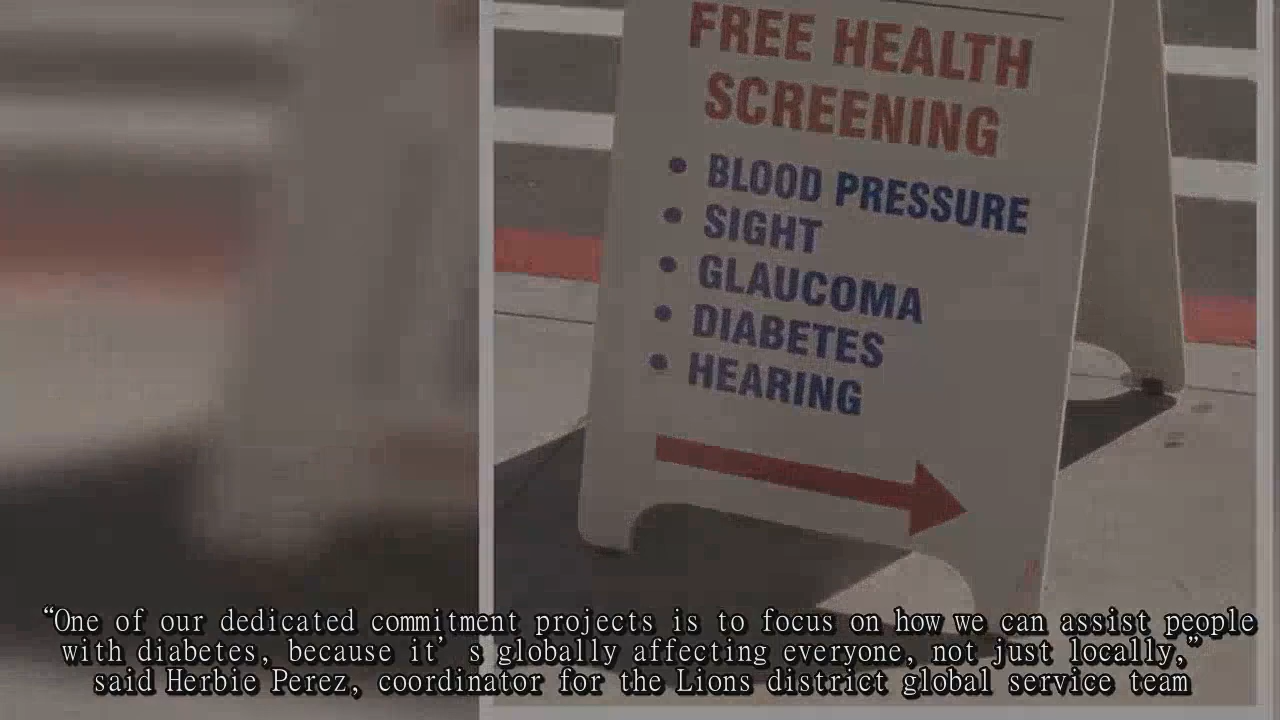 FREE HEALTH
SCREENING
• BLOOD PRESSURE
• SIGHT
• GLAUCOMA
• DIABETES
• HEARING
“One of our dedicated commitment projects is to focus on how we can assist people
with diabetes, because it’s globally affecting everyone, not just locally,”
said Herbie Perez, coordinator for the Lions district global service team